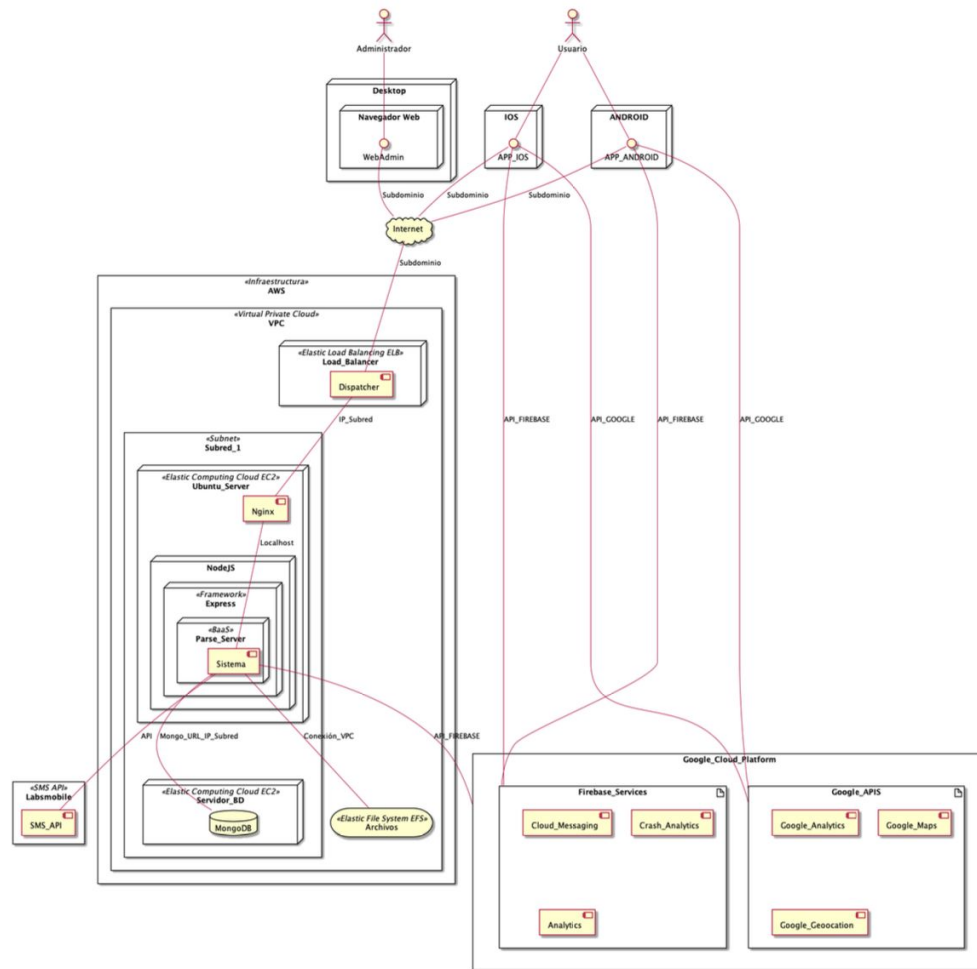 Administrador
Usuario
Desktop
Navegador Web
WebAdmin
IOS
APP_IOS
ANDROID
APP_ANDROID
Subdominio
Subdominio
Subdominio
Internet
Subdominio
«Infraestructura»
AWS
«Virtual Private Cloud»
VPC
«Elastic Load Balancing ELB»
Load_Balancer
Dispatcher
IP_Subred
API_FIREBASE
API_GOOGLE
API_FIREBASE
API_GOOGLE
«Subnet»
Subred_1
«Elastic Computing Cloud EC2»
Ubuntu_Server
Nginx
Localhost
NodeJS
«Framework»
Express
«BaaS»
Parse_Server
Sistema
API
Mongo_URL_IP_Subred
Conexión_VPC
API_FIREBASE
«SMS API»
Labsmobile
SMS_API
«Elastic Computing Cloud EC2»
Servidor_BD
MongoDB
«Elastic File System EFS»
Archivos
Google_Cloud_Platform
Firebase_Services
Cloud_Messaging
Crash_Analytics
Analytics
Google_APIS
Google_Analytics
Google_Maps
Google_Geoocation